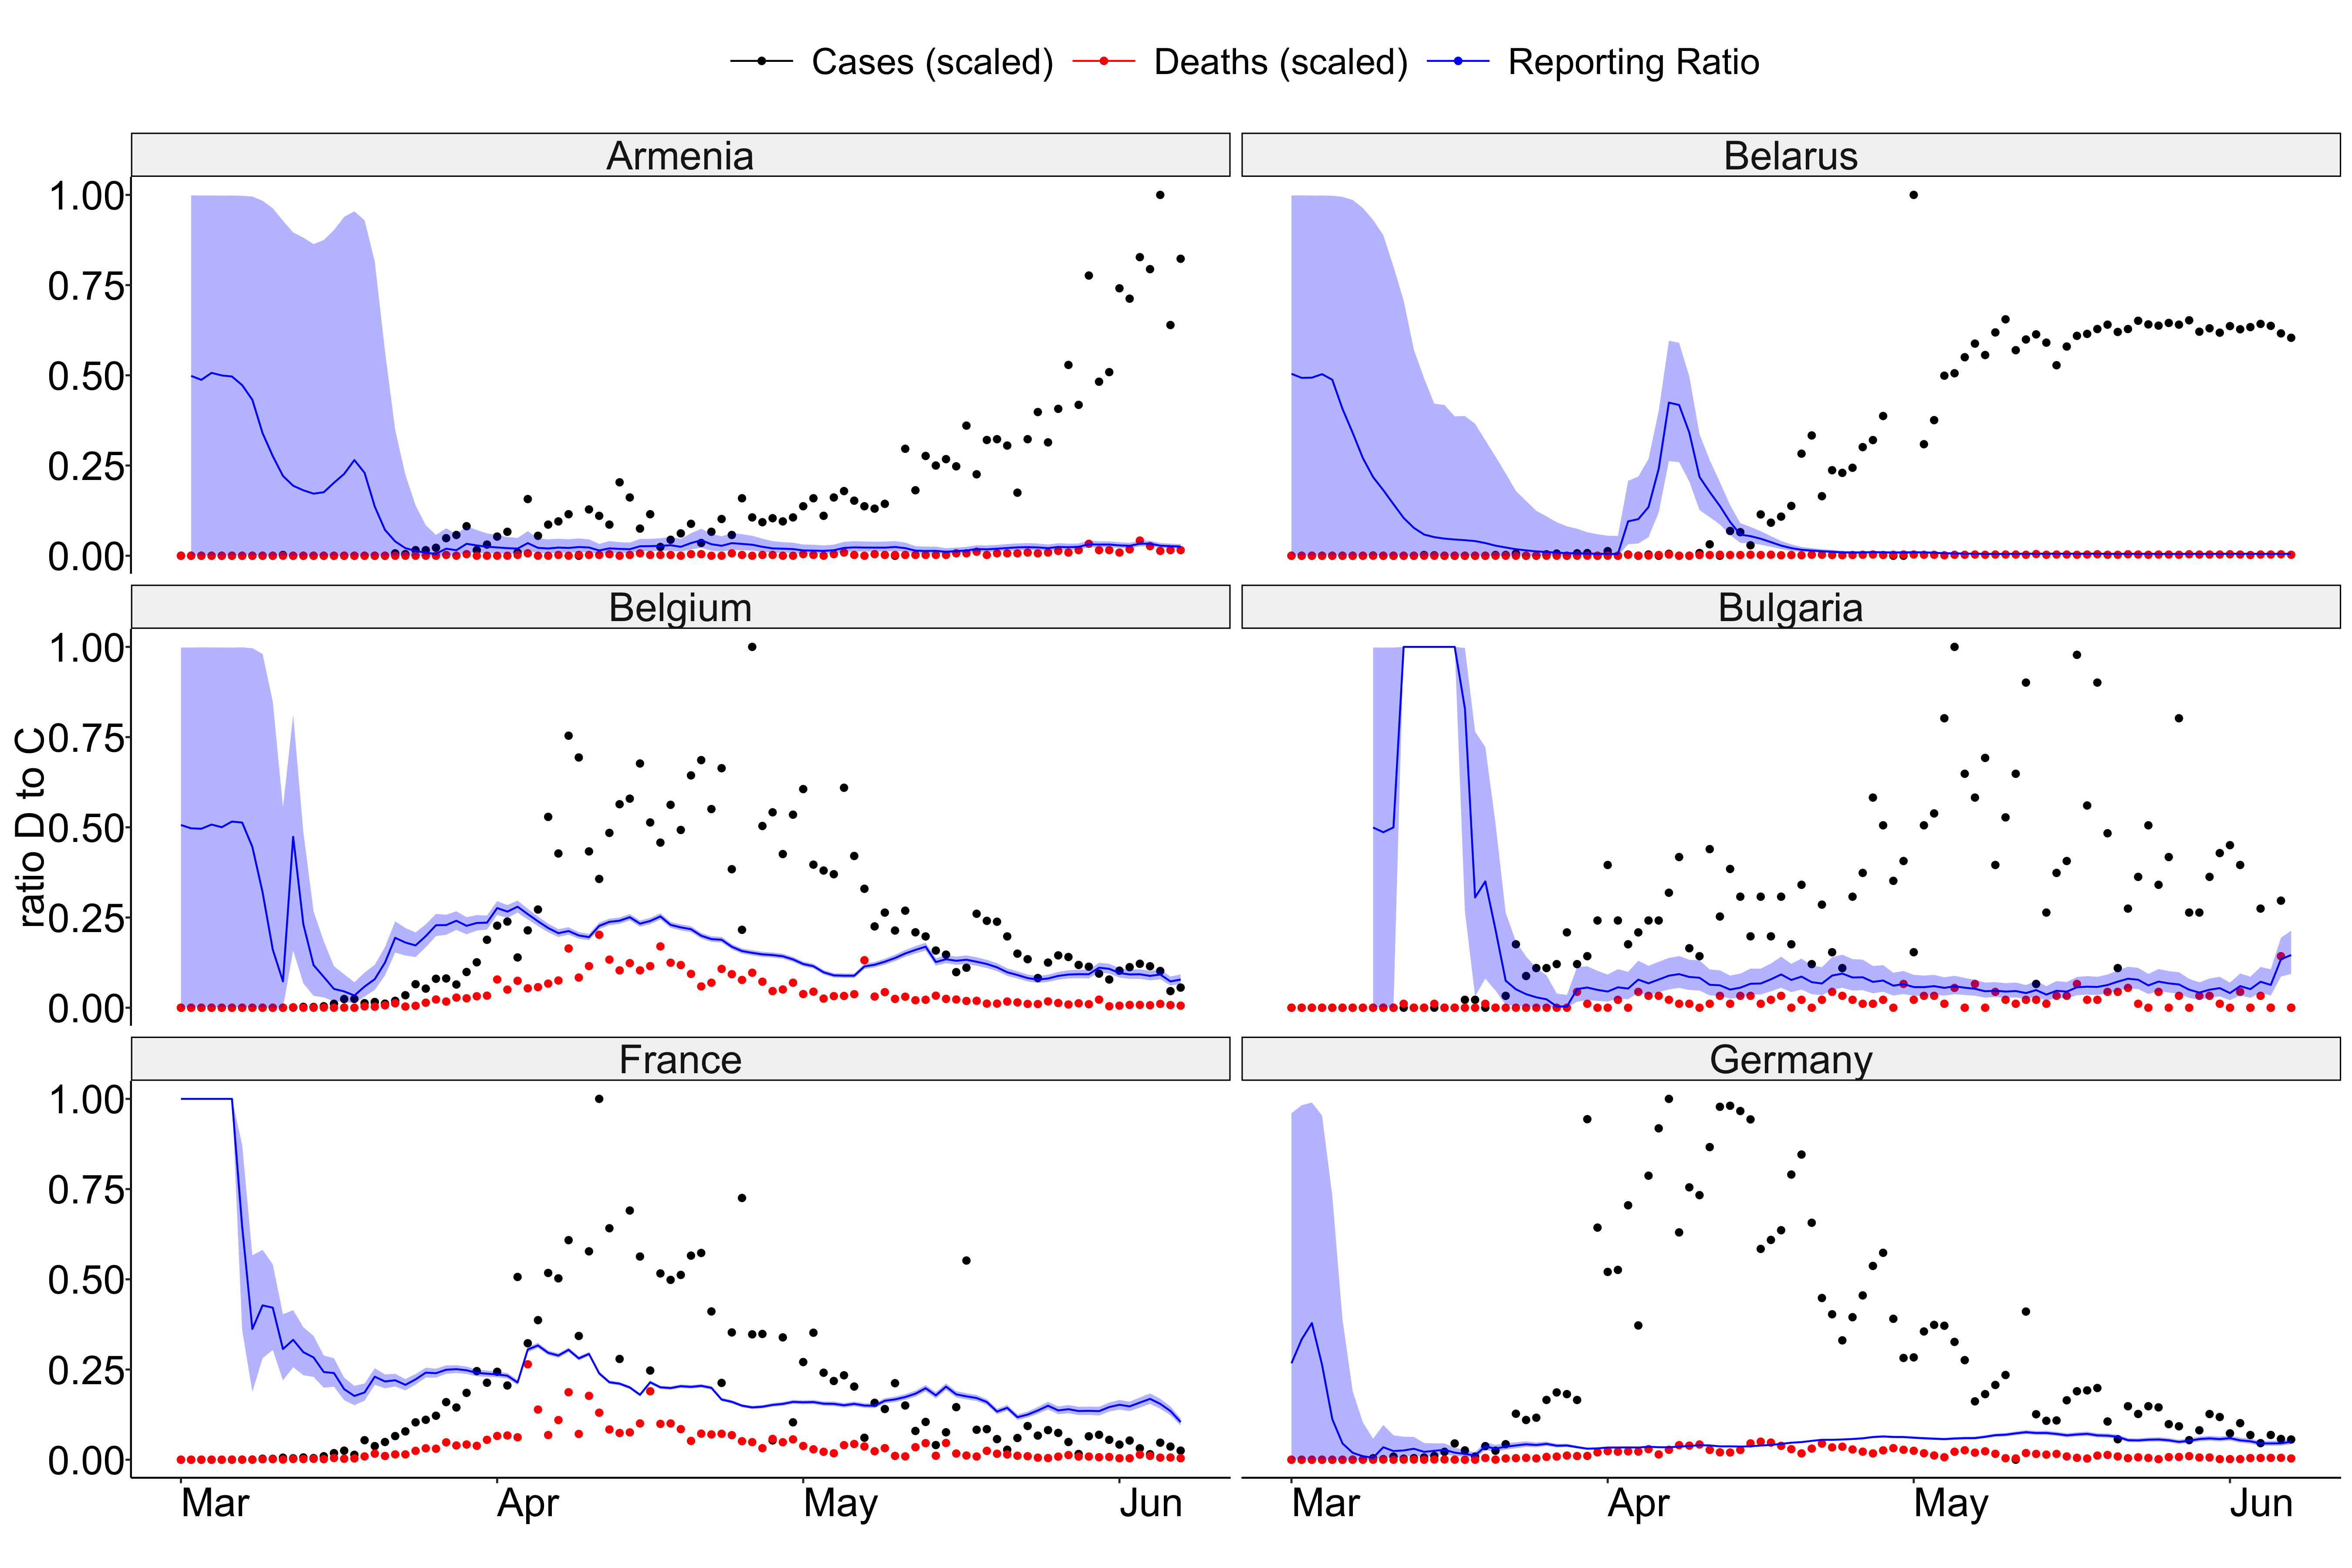 Cases (scaled) Deaths (scaled) Reporting Ratio
Armenia Belarus
1.00
0.75
0.50
0.25
0.00
Belgium Bulgaria
1.00
0.75
0.50
0.25
0.00
ratio D to C
France Germany
1.00
0.75
0.50
0.25
0.00
Mar Apr May Jun Mar Apr May Jun